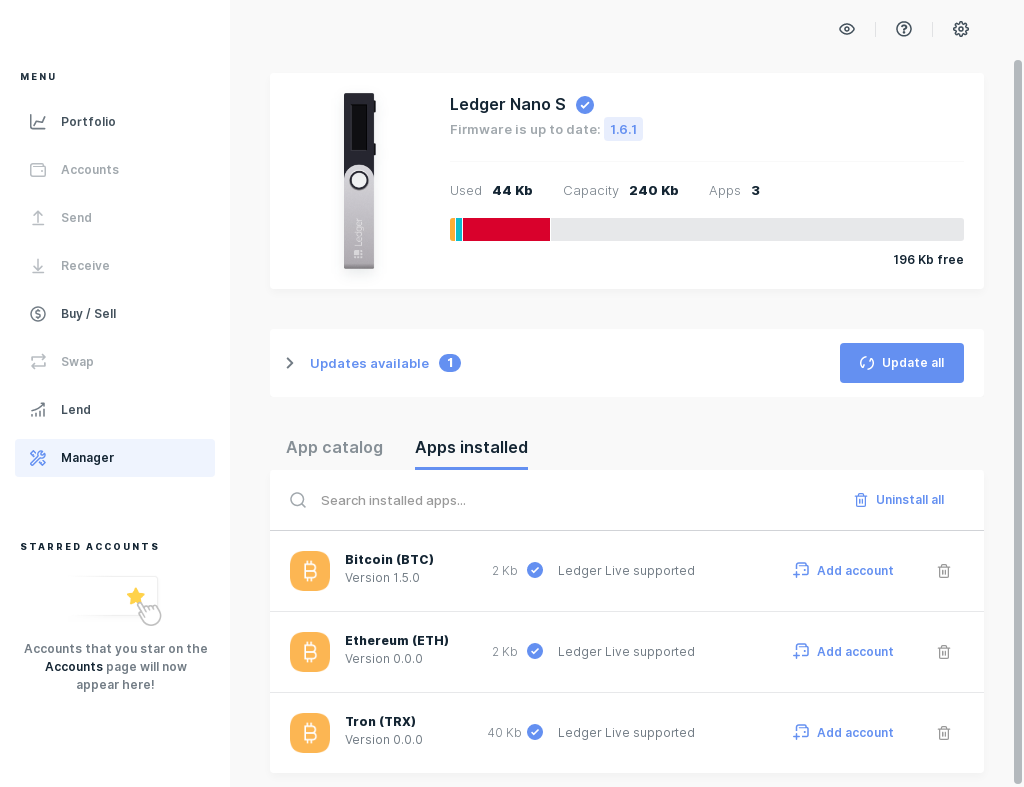 MENU
Portfolio
Accounts
Send
Receive
Buy / Sell
Swap
Lend
Manager
STARRED ACCOUNTS
Accounts that you star on the
Accounts page will now
appear here!
Ledger Nano S
Firmware is up to date: 1.6.1
Used 44 Kb Capacity 240 Kb Apps 3
196 Kb free
Ledger
Updates available 1
Update all
App catalog Apps installed
Search installed apps...
Uninstall all
Bitcoin (BTC)
Version 1.5.0
2 Kb Ledger Live supported
Add account
Ethereum (ETH)
Version 0.0.0
2 Kb Ledger Live supported
Add account
Tron (TRX)
Version 0.0.0
40 Kb Ledger Live supported
Add account